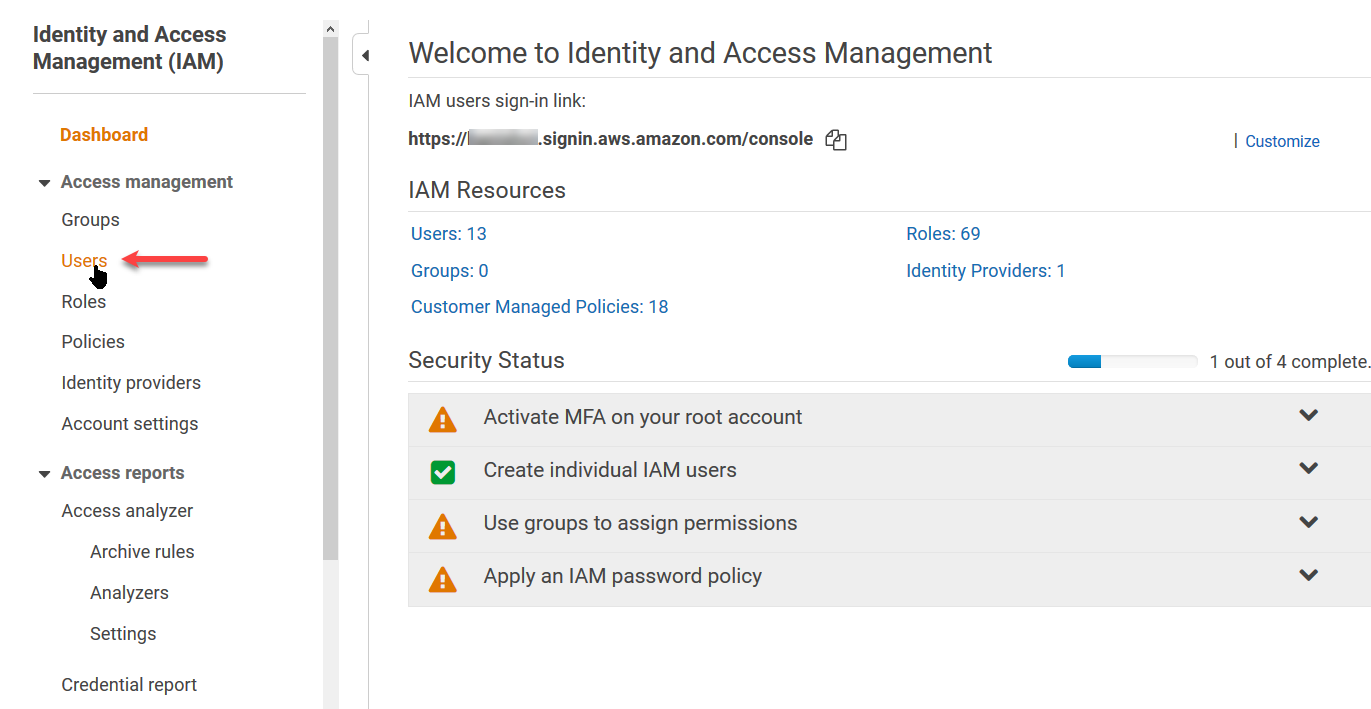 Identity and Access
Management (IAM)
Dashboard
Access management
Groups
Users
Roles
Policies
Identity providers
Account settings
Access reports
Access analyzer
Archive rules
Analyzers
Settings
Credential report
Welcome to Identity and Access Management
IAM users sign-in link:
https://.signin.aws.amazon.com/console
Customize
IAM Resources
Users: 13
Roles: 69
Groups: 0
Identity Providers: 1
Customer Managed Policies: 18
Security Status
1 out of 4 complete.
Activate MFA on your root account
Create individual IAM users
Use groups to assign permissions
Apply an IAM password policy